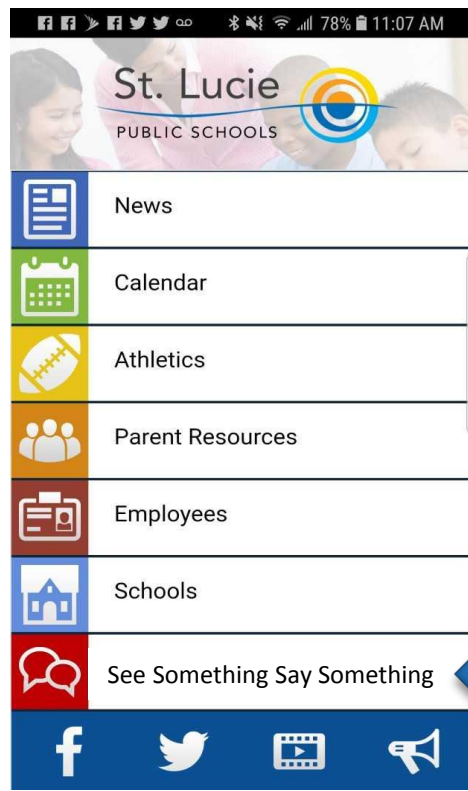 78% 11:07 AM
St. Lucie
PUBLIC SCHOOLS
News
Calendar
Athletics
Parent Resources
Employees
Schools
See Something Say Something